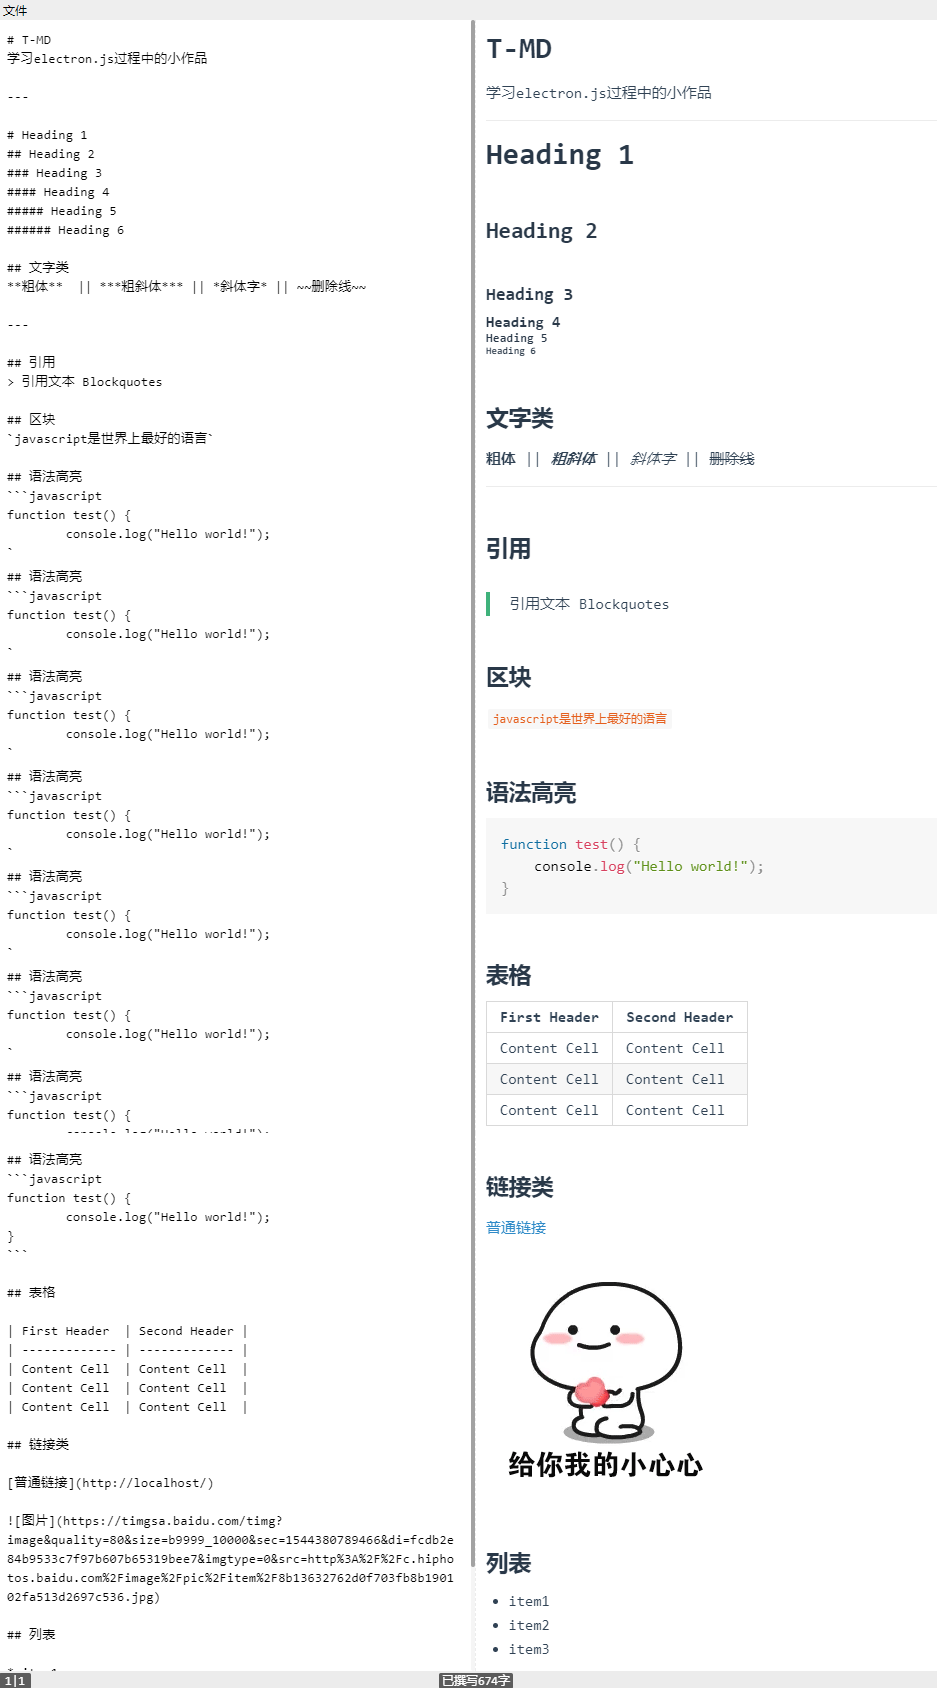 文件
# T-MD
学习electron.js过程中的小作品
---
# Heading 1
## Heading 2
### Heading 3
#### Heading 4
##### Heading 5
###### Heading 6
## 文字类
**粗体**  || ***粗斜体*** || *斜体字* || ~~删除线~~
---
## 引用
> 引用文本 Blockquotes
## 区块
`javascript是世界上最好的语言`
## 语法高亮
```javascript
function test() {
console.log("Hello world!");
`
## 语法高亮
```javascript
function test() {
console.log("Hello world!");
`
## 语法高亮
```javascript
function test() {
console.log("Hello world!");
`
## 语法高亮
```javascript
function test() {
console.log("Hello world!");
`
## 语法高亮
```javascript
function test() {
console.log("Hello world!");
`
## 语法高亮
```javascript
function test() {
console.log("Hello world!");
`
## 语法高亮
```javascript
function test() {
## 语法高亮
```javascript
function test() {
console.log("Hello world!");
}
```
## 表格
| First Header  | Second Header |
| ------------- | ------------- |
| Content Cell  | Content Cell  |
| Content Cell  | Content Cell  |
| Content Cell  | Content Cell  |
## 链接类
[普通链接](http://localhost/)
![图片](https://timgsa.baidu.com/timg?
image&quality=80&size=b9999_10000&sec=1544380789466&di=fcdb2e
84b9533c7f97b607b65319bee7&imgtype=0&src=http%3A%2F%2Fc.hipho
tos.baidu.com%2Fimage%2Fpic%2Fitem%2F8b13632762d0f703fb8b190
102fa513d2697c536.jpg)
## 列表
T-MD
学习electron.js过程中的小作品
Heading 1
Heading 2
Heading 3
Heading 4
Heading 5
Heading 6
文字类
粗体 || 粗斜体 || 斜体字 || 删除线
引用
引用文本 Blockquotes
区块
javascript是世界上最好的语言
语法高亮
function test() {
console.log("Hello world!");
}
表格
First Header Second Header
Content Cell Content Cell
Content Cell Content Cell
Content Cell Content Cell
链接类
普通链接
给你我的小心心
列表
• item1
• item2
• item3
1|1
已撰写674字